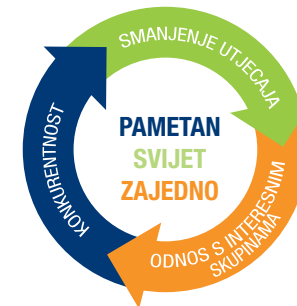 SMANJENJE UTJECAJA
KONKURENTNOST
PAMETAN
SVIJET
ZAJEDNO
ODNOS S INTERESNIM
SKUPINAMA